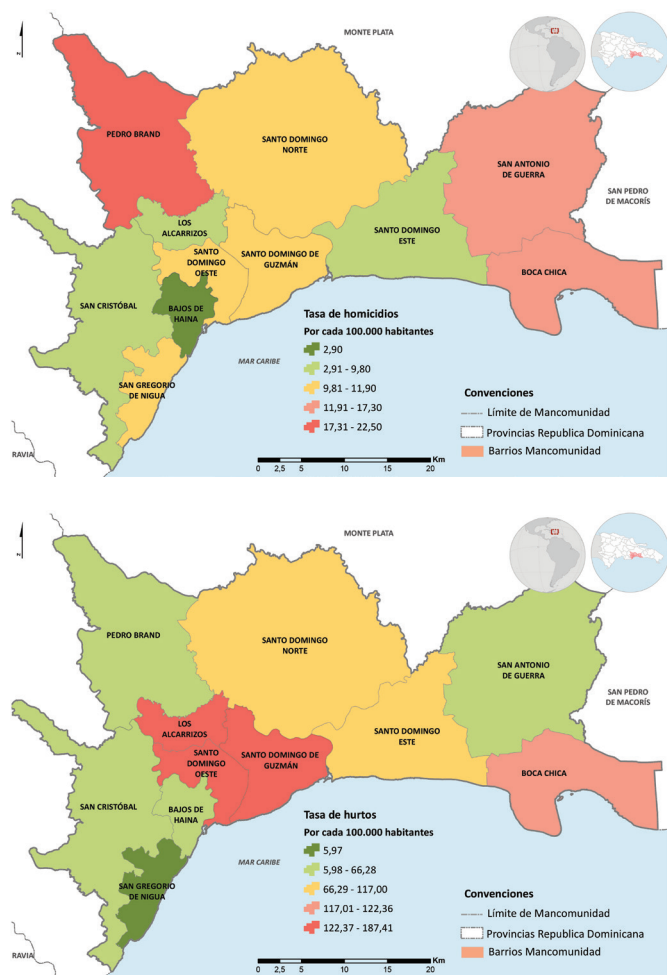 MONTE PLATA
PEDRO BRAND
SANTO DOMINGO
NORTE
SAN ANTONIO
DE GUERRA
SAN PEDRO
DE MACORÍS
LOS
ALCARRIZOS
SANTO
DOMINGO
OESTE
SANTO DOMINGO DE
GUZMÁN
SANTO DOMINGO
ESTE
SAN CRISTÓBAL
BAJOS DE
HAINA
BOCA CHICA
SAN GREGORIO
DE NIGUA
MAR CARIBE
RAVIA
Tasa de homicidios
Por cada 100.000 habitantes
2,90
2,91 - 9,80
9,81 - 11,90
11,91 - 17,30
17,31 - 22,50
Convenciones
Límite de Mancomunidad
Provincias Republica Dominicana
Barrios Mancomunidad
Km
0 2,5 5 10 15 20
MONTE PLATA
PEDRO BRAND
SANTO DOMINGO
NORTE
SAN ANTONIO
DE GUERRA
SAN PEDRO
DE MACORÍS
LOS
ALCARRIZOS
SANTO
DOMINGO
OESTE
SANTO DOMINGO DE
GUZMÁN
SANTO DOMINGO
ESTE
SAN CRISTÓBAL
BAJOS DE
HAINA
BOCA CHICA
SAN GREGORIO
DE NIGUA
MAR CARIBE
RAVIA
Tasa de hurtos
Por cada 100.000 habitantes
5,97
5,98 - 66,28
66,29 - 117,00
117,01 - 122,36
122,37 - 187,41
Convenciones
Límite de Mancomunidad
Provincias Republica Dominicana
Barrios Mancomunidad
Km
0 2,5 5 10 15 20